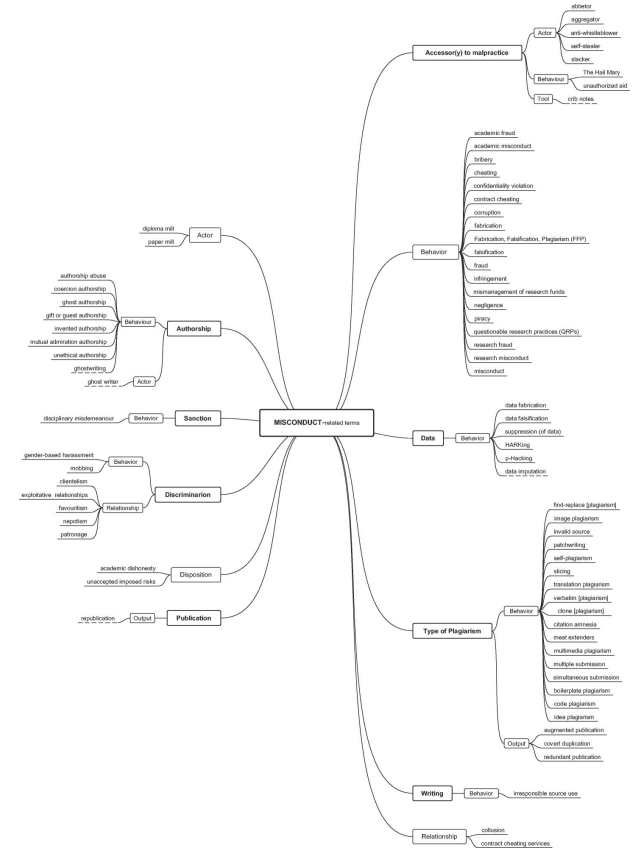 MISCONDUCT-related terms
Accessor(y) to malpractice
Actor
abbetor
aggregator
anti-whistleblower
self-stealer
slacker
Behaviour
The Hail Mary
unauthorized aid
Tool
crib notes
Behavior
academic fraud
academic misconduct
bribery
cheating
confidentiality violation
contract cheating
corruption
fabrication
Fabrication, Falsification, Plagiarism (FFP)
falsification
fraud
infringement
mismanagement of research funds
negligence
piracy
questionable research practices (QRPs)
research fraud
research misconduct
misconduct
Data
Behavior
data fabrication
data falsification
suppression (of data)
HARKing
p-Hacking
data imputation
Type of Plagiarism
Behavior
find-replace [plagiarism]
image plagiarism
invalid source
patchwriting
self-plagiarism
slicing
translation plagiarism
verbatim [plagiarism]
clone [plagiarism]
citation amnesia
meat extenders
multimedia plagiarism
multiple submission
simultaneous submission
boilerplate plagiarism
code plagiarism
idea plagiarism
Output
augmented publication
covert duplication
redundant publication
Writing
Behavior
irresponsible source use
Relationship
collusion
contract cheating services
Actor
diploma mill
paper mill
Authorship
Behaviour
authorship abuse
coercion authorship
ghost authorship
gift or guest authorship
invented authorship
mutual admiration authorship
unethical authorship
ghostwriting
Actor
ghost writer
Sanction
Behavior
disciplinary misdemeanour
Discriminarion
Behavior
gender-based harassment
mobbing
Relationship
clientelism
exploitative relationships
favouritism
nepotism
patronage
Disposition
academic dishonesty
unaccepted imposed risks
Publication
Output
republication